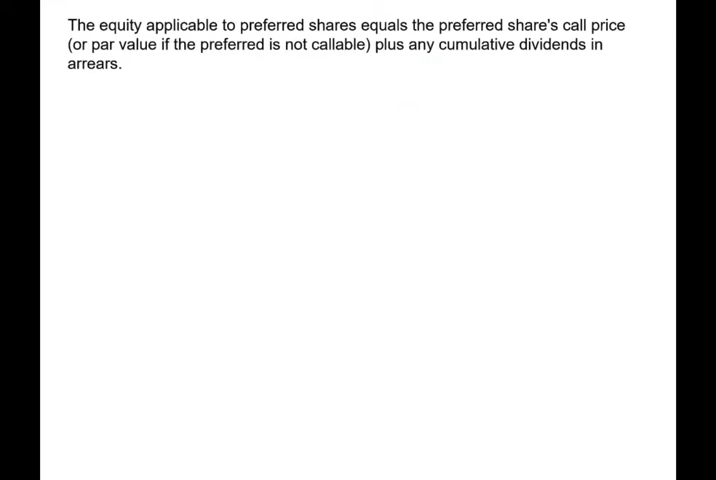 The equity applicable to preferred shares equals the preferred share's call price
(or par value if the preferred is not callable) plus any cumulative dividends in
arrears.